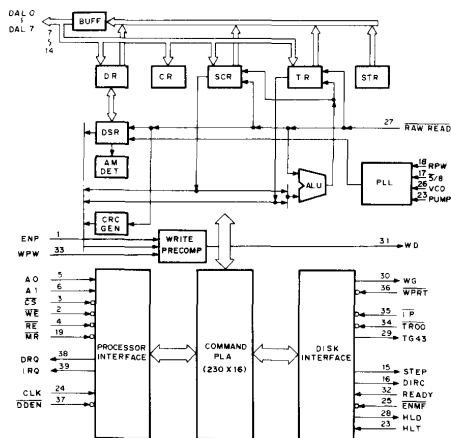 DAL 0
BUFF
DAL 7
7
14
DR
CR
SCR
TR
STR
27
RAW READ
DSR
AM
DET
ALU
PLL
18 RPW
17 5/8
26 VCO
23 PUMP
CRC
GEN
ENP 1
WPW 33
WRITE
PRECOMP
31 WD
A0 5
A1 6
CS 3
WE 2
RE 4
MR 19
DRQ 38
IRQ 39
CLK 24
DDEN 37
PROCESSOR
INTERFACE
COMMAND
PLA
(230 X 16)
DISK
INTERFACE
30 WG
36 WPRT
35 IP
34 TR00
29 TG43
15 STEP
16 DIRC
32 READY
25 ENMF
28 HLD
23 HLT